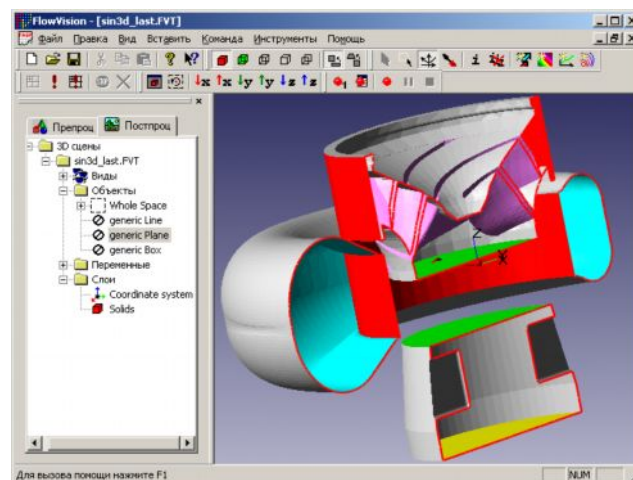 FlowVision - [sin3d_last.FVT]
Файл Правка Вид Вставить Команда Инструменты Помощь
↓x ↑x ↓y ↑y ↓z ↑z
Препроц Постпроц
3D сцены
sin3d_last.FVT
Виды
Объекты
Whole Space
generic Line
generic Plane
generic Box
Переменные
Слои
Coordinate system
Solids
Z
X
Для вызова помощи нажмите F1
NUM